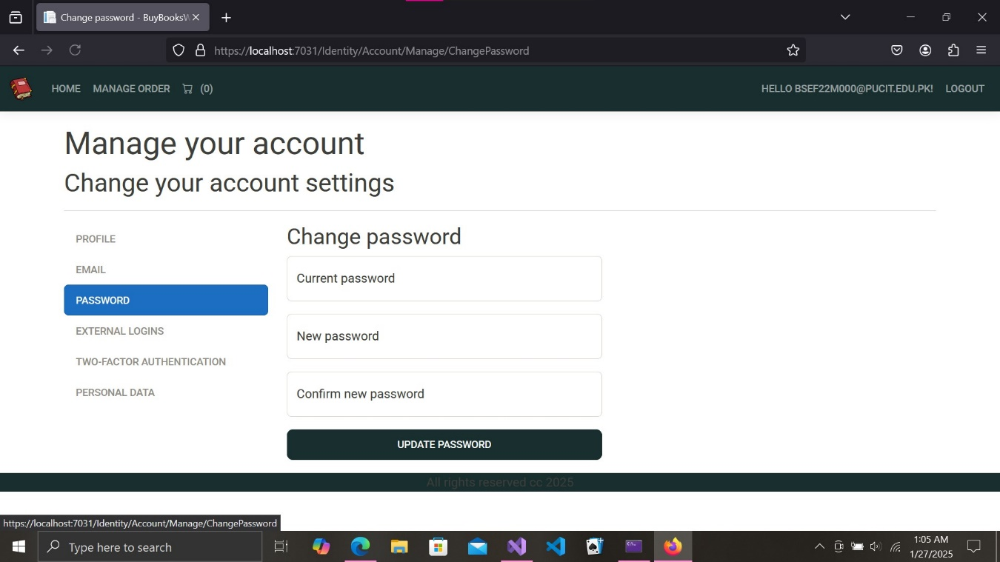 Change password - BuyBooksW
https://localhost:7031/Identity/Account/Manage/ChangePassword
HOME MANAGE ORDER (0) HELLO BSEF22M000@PUCIT.EDU.PK! LOGOUT
Manage your account
Change your account settings
PROFILE
EMAIL
PASSWORD
EXTERNAL LOGINS
TWO-FACTOR AUTHENTICATION
PERSONAL DATA
Change password
Current password
New password
Confirm new password
UPDATE PASSWORD
All rights reserved cc 2025
https://localhost:7031/Identity/Account/Manage/ChangePassword
Type here to search
1:05 AM
1/27/2025